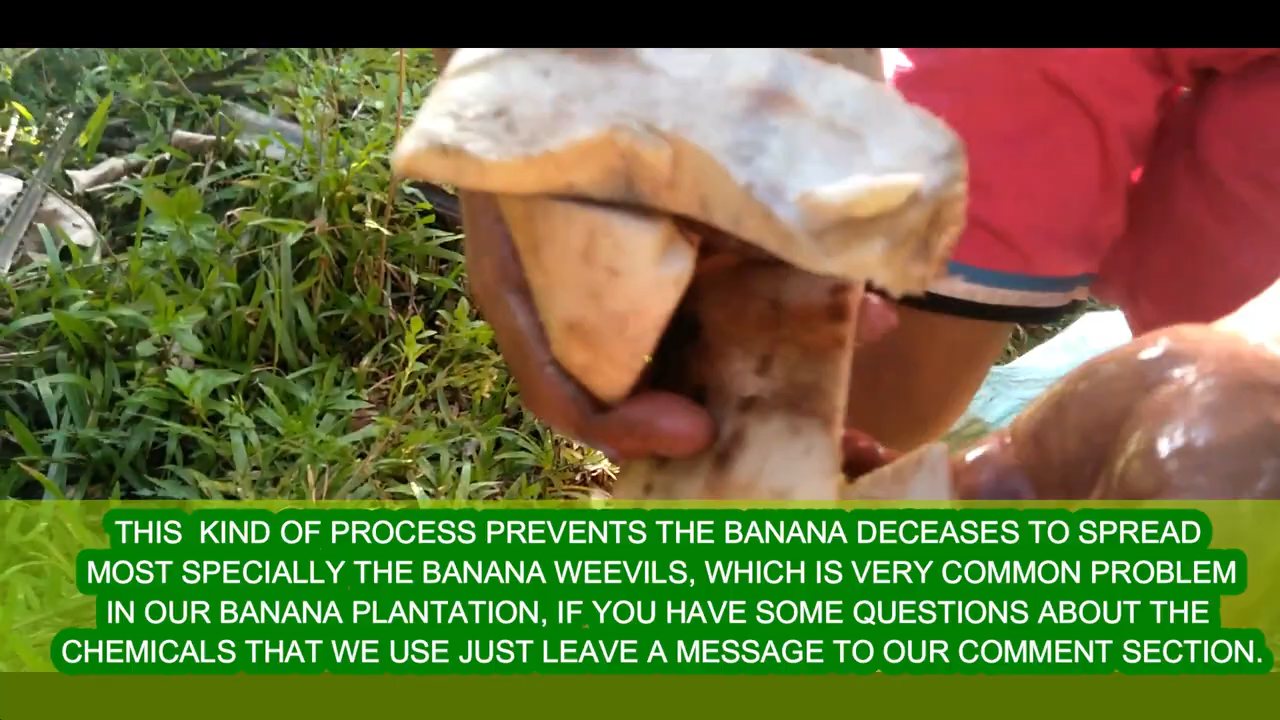 THIS  KIND OF PROCESS PREVENTS THE BANANA DECEASES TO SPREAD
MOST SPECIALLY THE BANANA WEEVILS, WHICH IS VERY COMMON PROBLEM
IN OUR BANANA PLANTATION, IF YOU HAVE SOME QUESTIONS ABOUT THE
CHEMICALS THAT WE USE JUST LEAVE A MESSAGE TO OUR COMMENT SECTION.